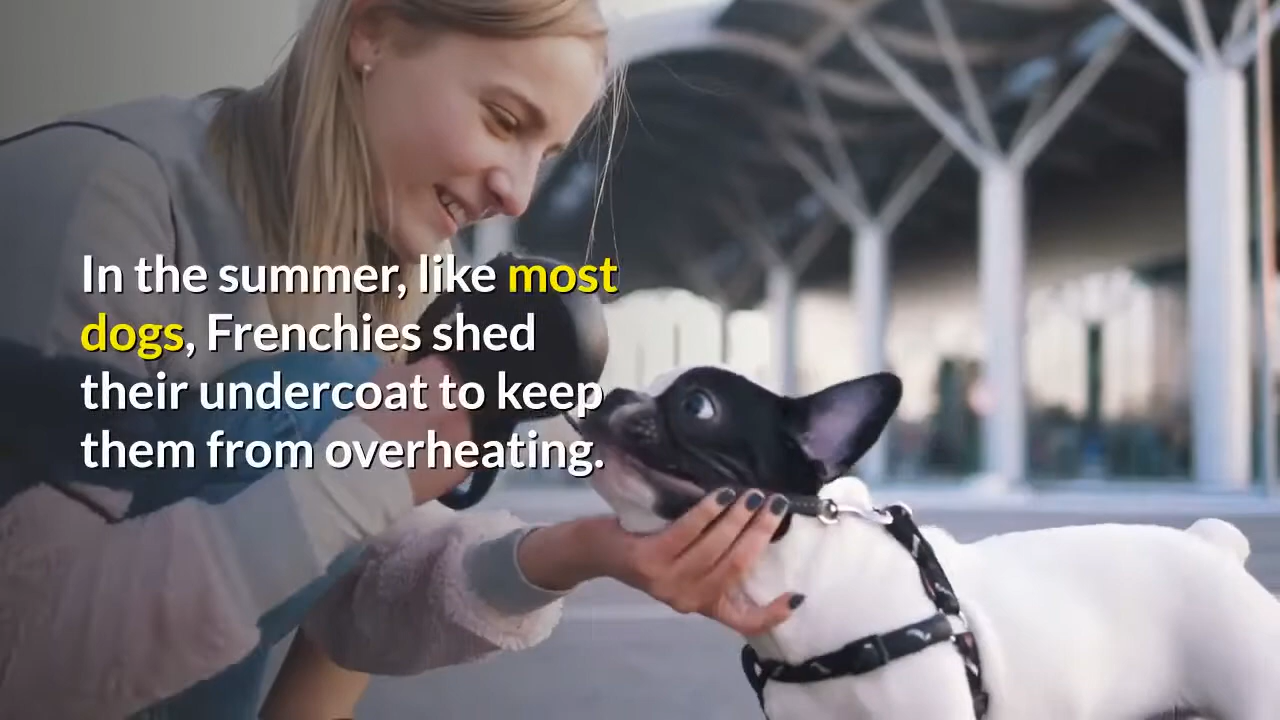 In the summer, like most
dogs, Frenchies shed
their undercoat to keep
them from overheating.